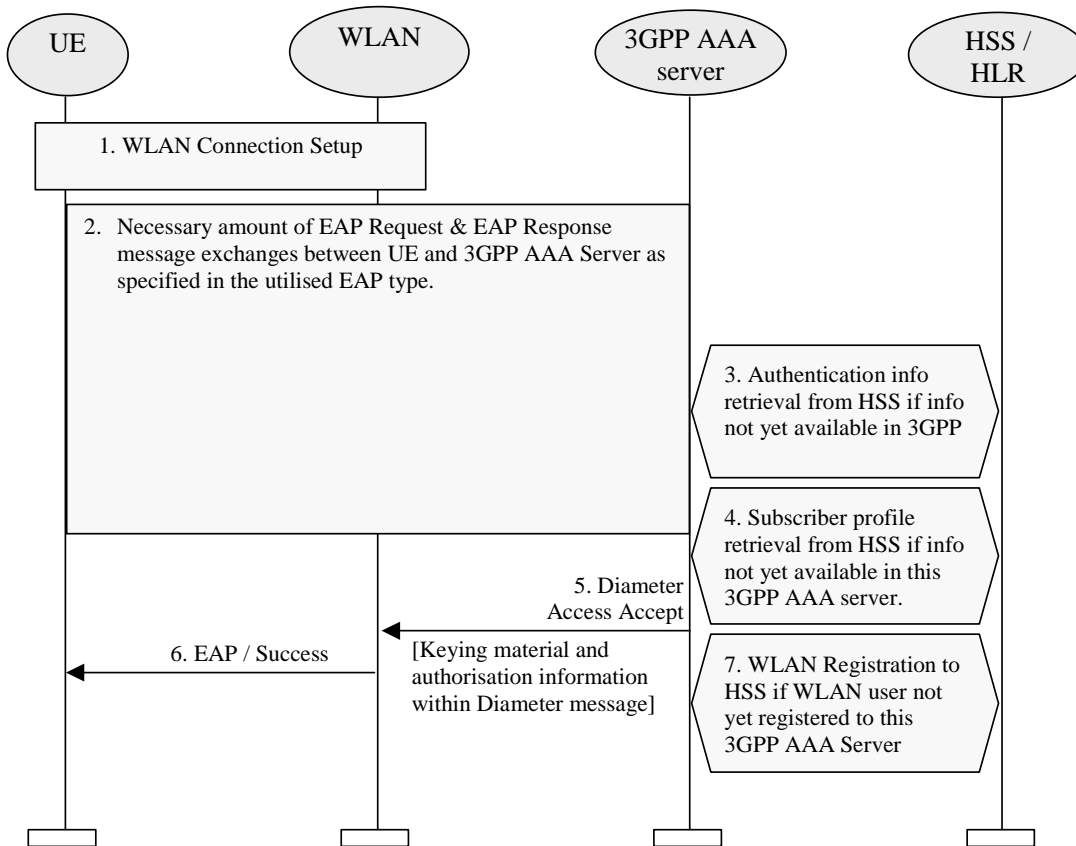 UE
WLAN
3GPP AAA
server
HSS /
HLR
1. WLAN Connection Setup
2. Necessary amount of EAP Request & EAP Response
message exchanges between UE and 3GPP AAA Server as
specified in the utilised EAP type.
3. Authentication info
retrieval from HSS if info
not yet available in 3GPP
4. Subscriber profile
retrieval from HSS if info
not yet available in this
3GPP AAA server.
5. Diameter
Access Accept
[Keying material and
authorisation information
within Diameter message]
6. EAP / Success
7. WLAN Registration to
HSS if WLAN user not
yet registered to this
3GPP AAA Server